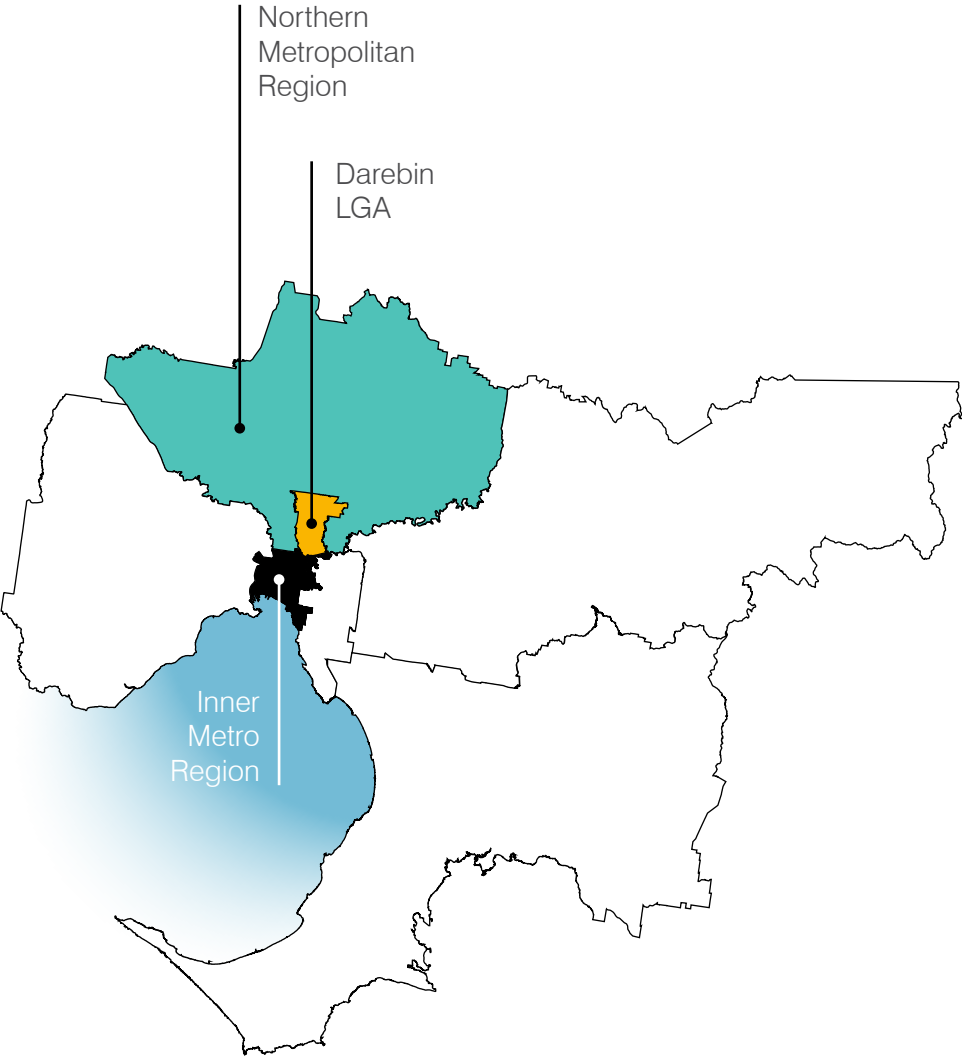 Northern
Metropolitan
Region
Darebin
LGA
Inner
Metro
Region